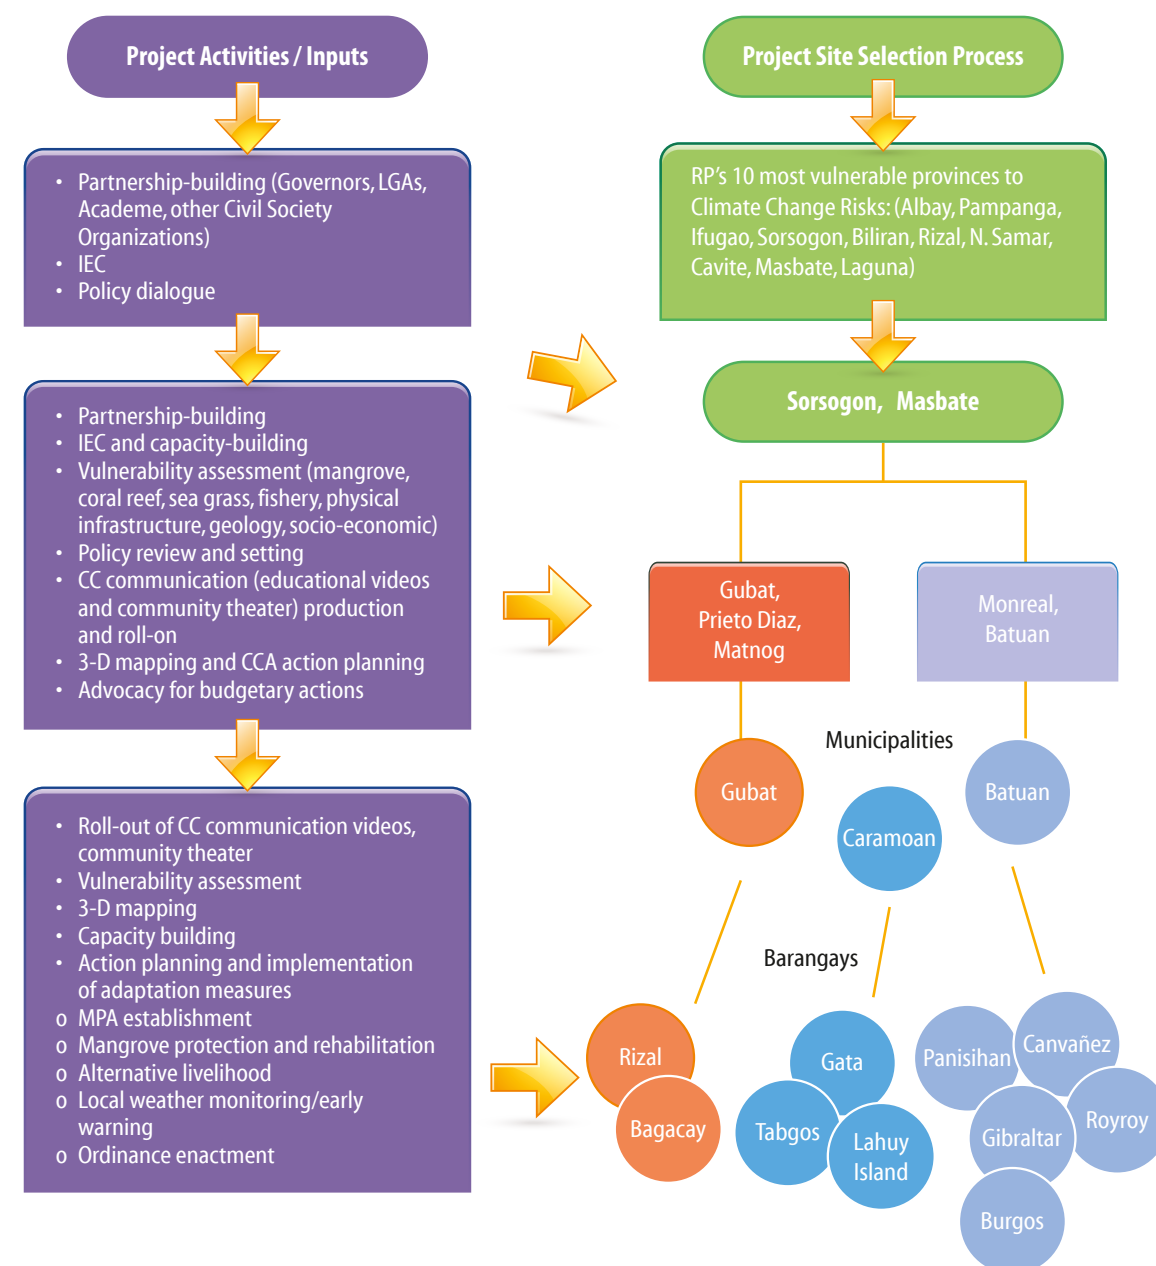 Project Activities / Inputs
• Partnership-building (Governors, LGAs,
Academe, other Civil Society
Organizations)
• IEC
• Policy dialogue
• Partnership-building
• IEC and capacity-building
• Vulnerability assessment (mangrove,
coral reef, sea grass, fishery, physical
infrastructure, geology, socio-economic)
• Policy review and setting
• CC communication (educational videos
and community theater) production
and roll-on
• 3-D mapping and CCA action planning
• Advocacy for budgetary actions
• Roll-out of CC communication videos,
community theater
• Vulnerability assessment
• 3-D mapping
• Capacity building
• Action planning and implementation
of adaptation measures
o MPA establishment
o Mangrove protection and rehabilitation
o Alternative livelihood
o Local weather monitoring/early
warning
o Ordinance enactment
Project Site Selection Process
RP's 10 most vulnerable provinces to
Climate Change Risks: (Albay, Pampanga,
Ifugao, Sorsogon, Biliran, Rizal, N. Samar,
Cavite, Masbate, Laguna)
Sorsogon, Masbate
Gubat,
Prieto Diaz,
Matnog
Monreal,
Batuan
Municipalities
Gubat
Caramoan
Batuan
Barangays
Rizal
Bagacay
Gata
Tabgos
Lahuy
Island
Panisihan
Canvañez
Gibraltar
Royroy
Burgos